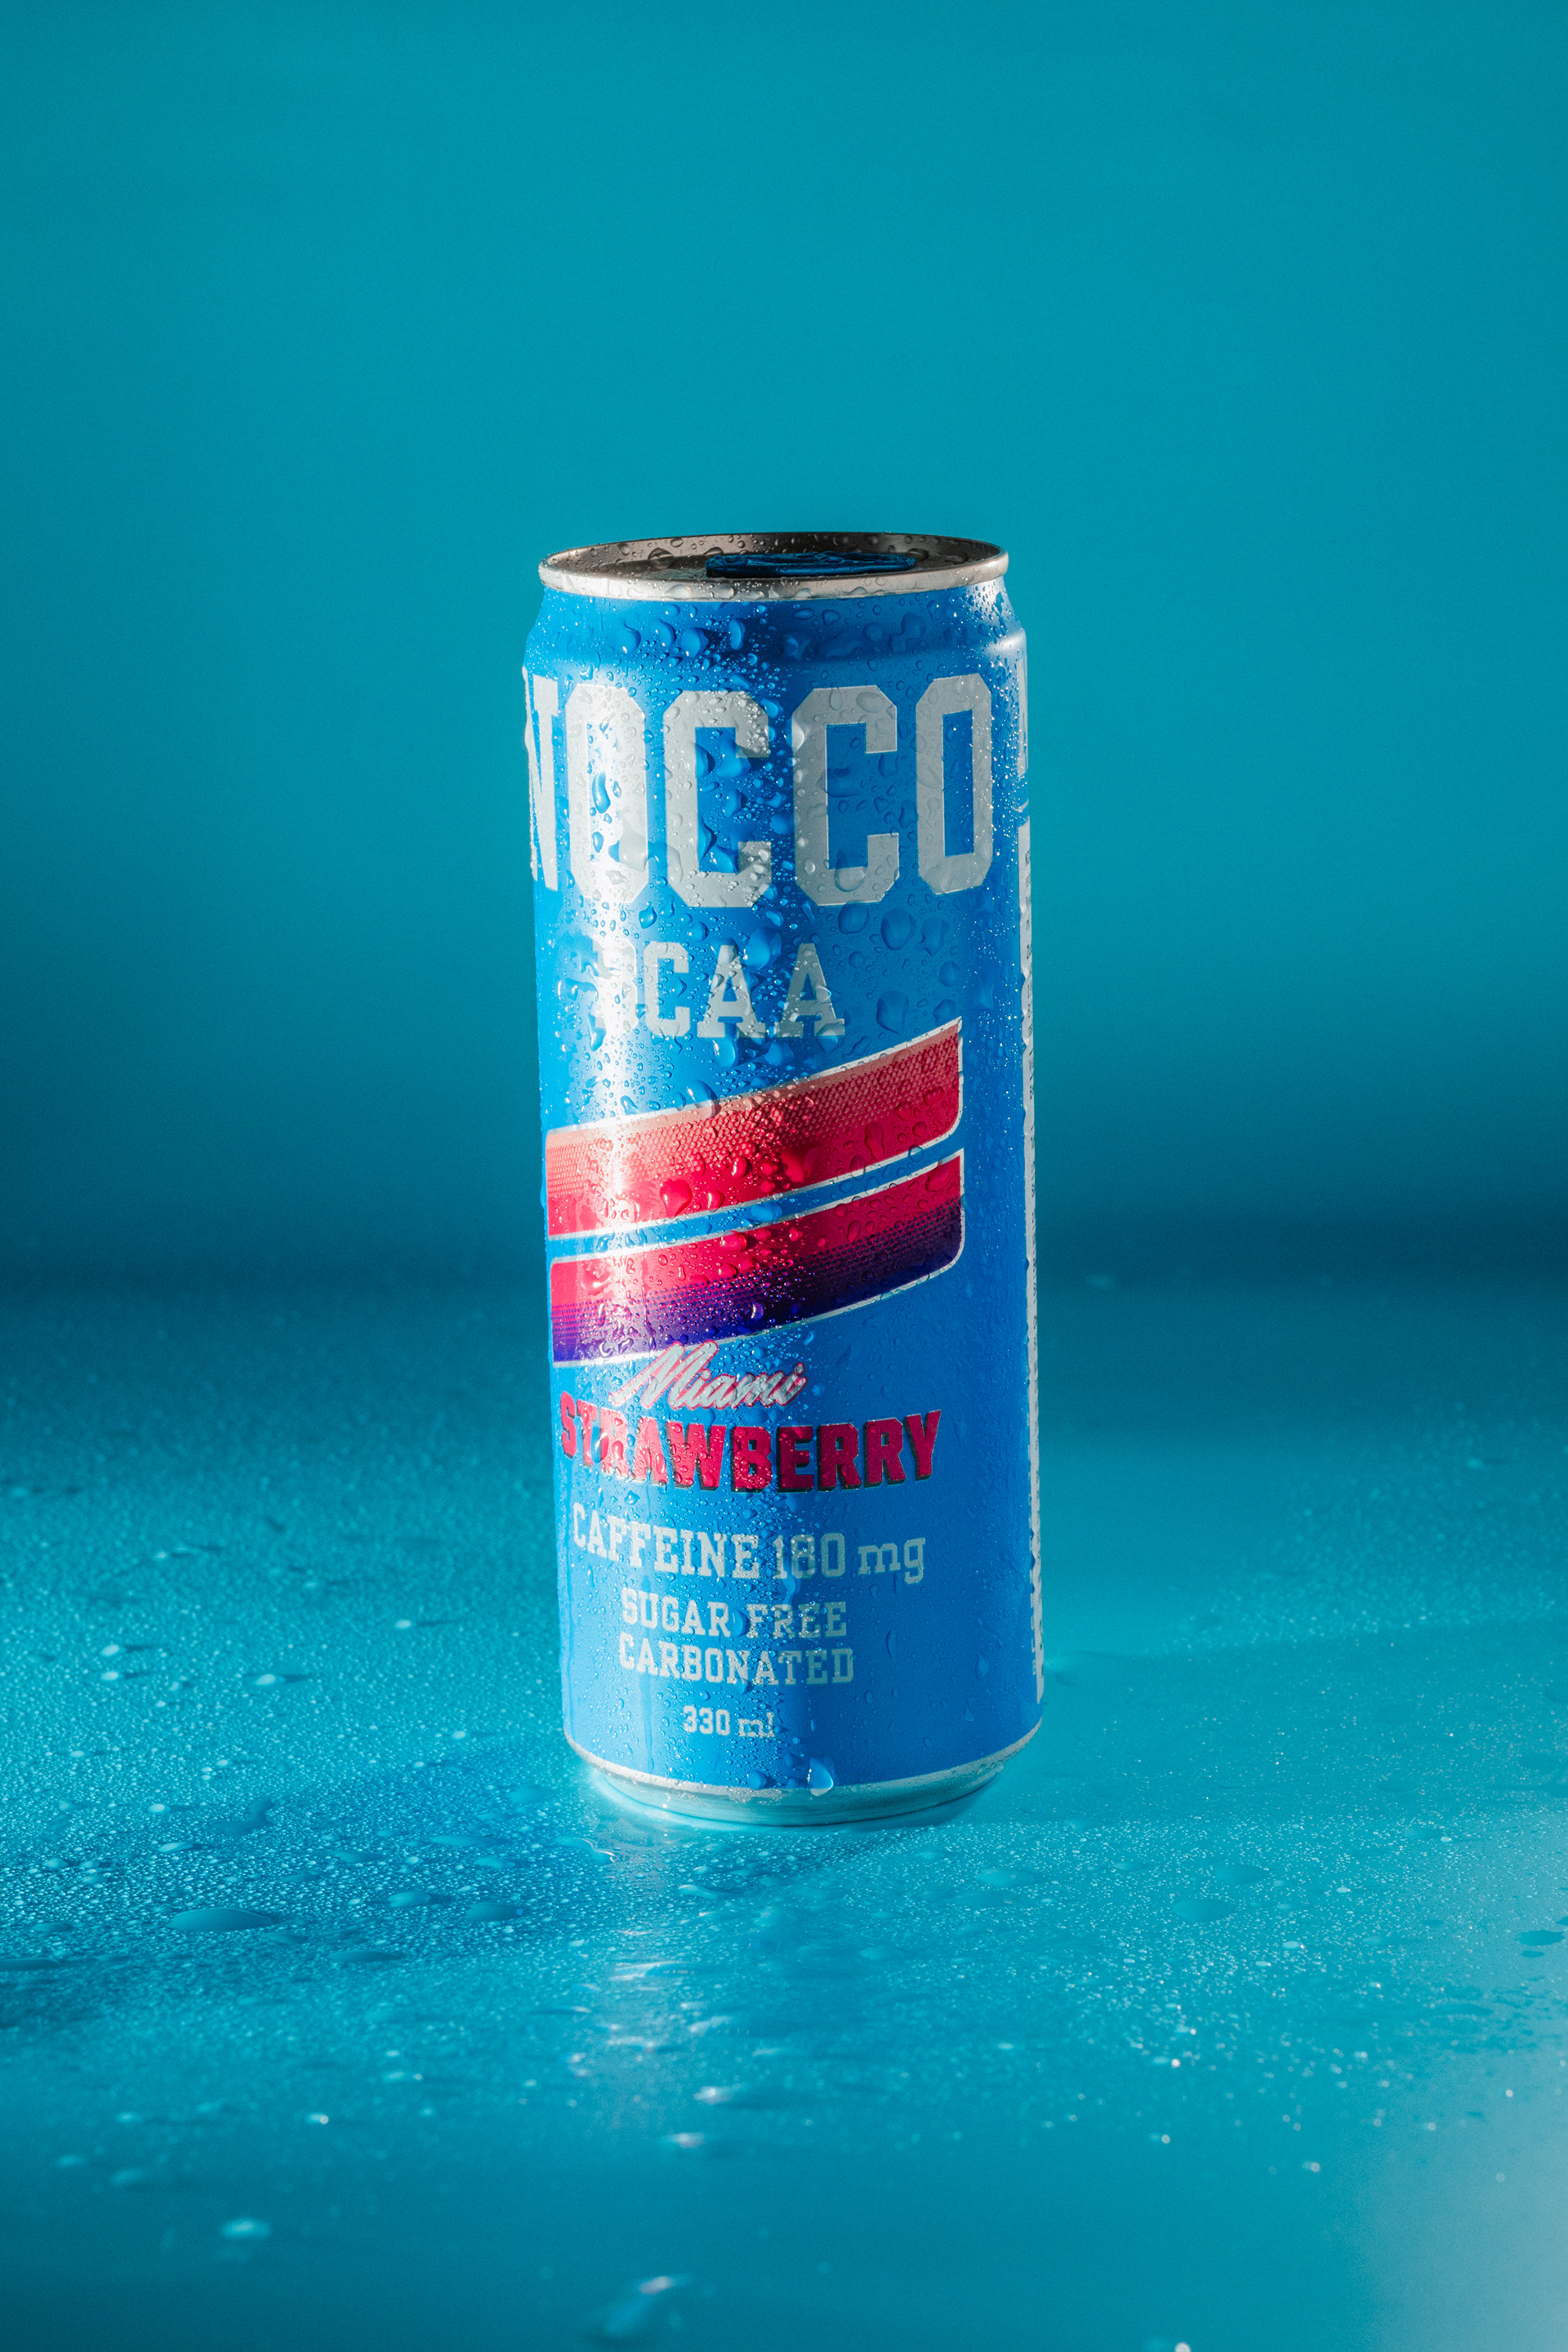 NOCCO
BCAA
Miami
STRAWBERRY
CAFFEINE 180 mg
SUGAR FREE
CARBONATED
330 ml